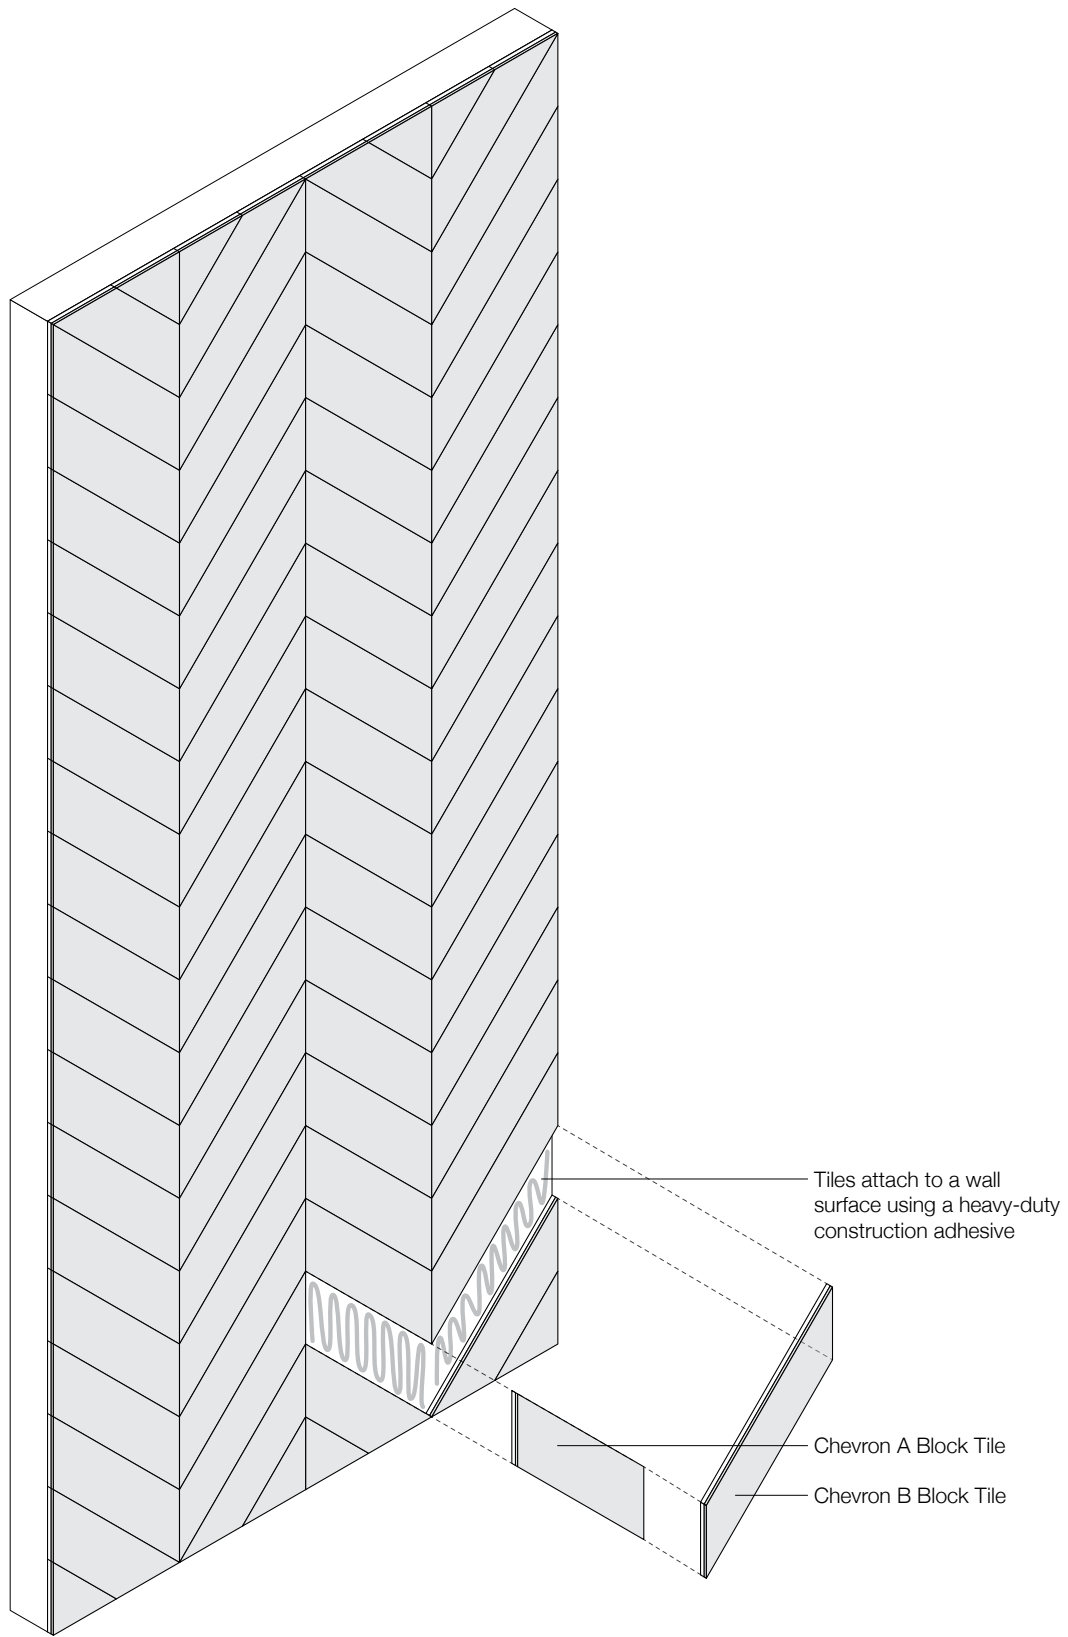 Tiles attach to a wall
surface using a heavy-duty
construction adhesive
Chevron A Block Tile
Chevron B Block Tile